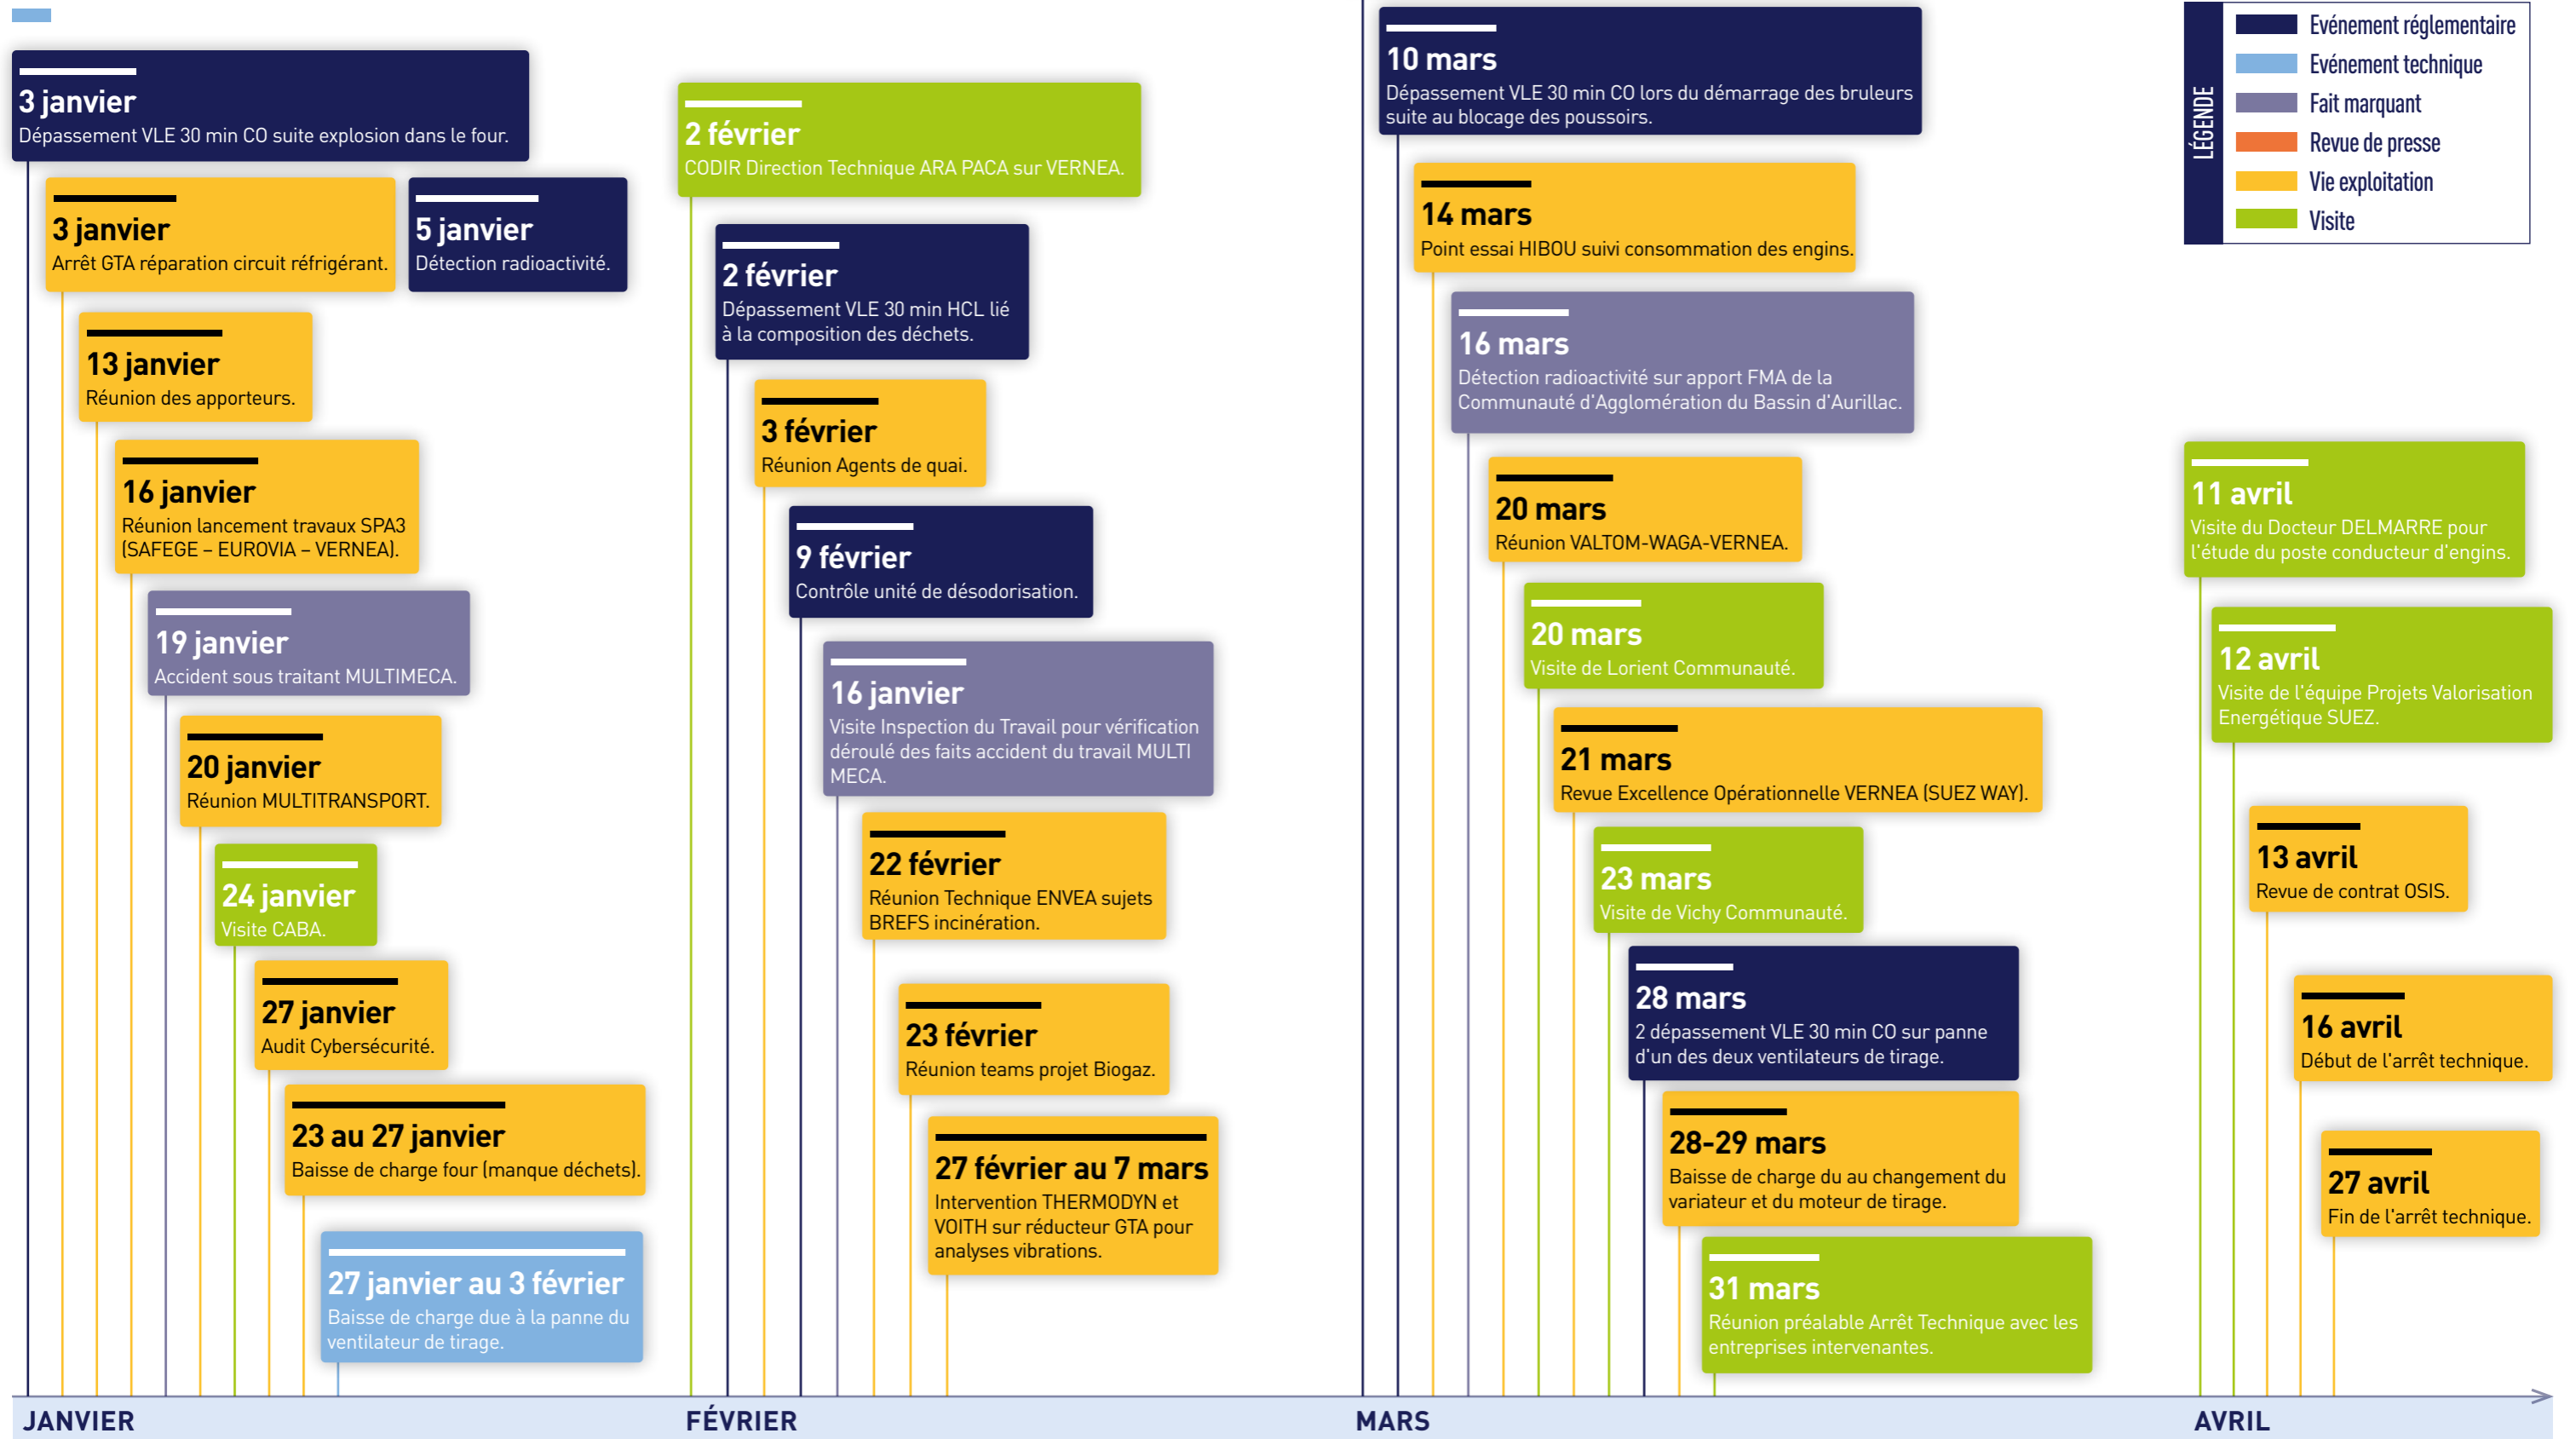 3 janvier
Dépassement VLE 30 min CO suite explosion dans le four.
3 janvier
Arrêt GTA réparation circuit réfrigérant.
5 janvier
Détection radioactivité.
13 janvier
Réunion des apporteurs.
16 janvier
Réunion lancement travaux SPA3
(SAFEGE – EUROVIA – VERNEA).
19 janvier
Accident sous traitant MULTIMECA.
20 janvier
Réunion MULTITRANSPORT.
24 janvier
Visite CABA.
27 janvier
Audit Cybersécurité.
23 au 27 janvier
Baisse de charge four (manque déchets).
27 janvier au 3 février
Baisse de charge due à la panne du
ventilateur de tirage.
2 février
CODIR Direction Technique ARA PACA sur VERNEA.
2 février
Dépassement VLE 30 min HCL lié
à la composition des déchets.
3 février
Réunion Agents de quai.
9 février
Contrôle unité de désodorisation.
16 janvier
Visite Inspection du Travail pour vérification
déroulé des faits accident du travail MULTI
MECA.
22 février
Réunion Technique ENVEA sujets
BREFS incinération.
23 février
Réunion teams projet Biogaz.
27 février au 7 mars
Intervention THERMODYN et
VOITH sur réducteur GTA pour
analyses vibrations.
10 mars
Dépassement VLE 30 min CO lors du démarrage des bruleurs
suite au blocage des poussoirs.
14 mars
Point essai HIBOU suivi consommation des engins.
16 mars
Détection radioactivité sur apport FMA de la
Communauté d'Agglomération du Bassin d'Aurillac.
20 mars
Réunion VALTOM-WAGA-VERNEA.
20 mars
Visite de Lorient Communauté.
21 mars
Revue Excellence Opérationnelle VERNEA (SUEZ WAY).
23 mars
Visite de Vichy Communauté.
28 mars
2 dépassement VLE 30 min CO sur panne
d'un des deux ventilateurs de tirage.
28-29 mars
Baisse de charge du au changement du
variateur et du moteur de tirage.
31 mars
Réunion préalable Arrêt Technique avec les
entreprises intervenantes.
LÉGENDE
Evénement réglementaire
Evénement technique
Fait marquant
Revue de presse
Vie exploitation
Visite
11 avril
Visite du Docteur DELMARRE pour
l'étude du poste conducteur d'engins.
12 avril
Visite de l'équipe Projets Valorisation
Energétique SUEZ.
13 avril
Revue de contrat OSIS.
16 avril
Début de l'arrêt technique.
27 avril
Fin de l'arrêt technique.
JANVIER
FÉVRIER
MARS
AVRIL